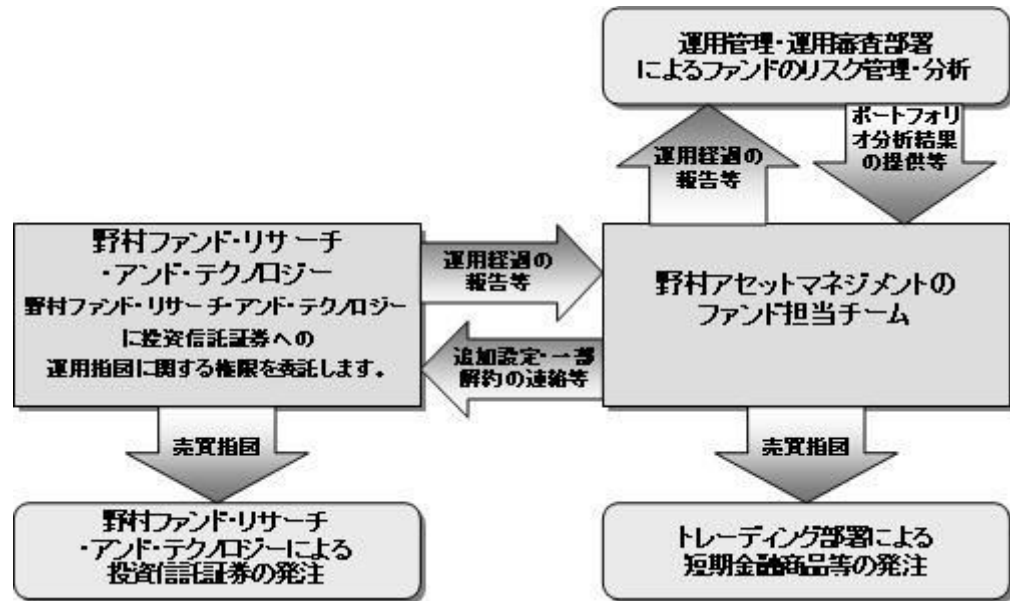 運用管理・運用審査部署
によるファンドのリスク管理・分析
運用経過の
報告等
ポートフォリ
オ分析結果
の提供等
野村ファンド・リサーチ
・アンド・テクノロジー
野村ファンド・リサーチ・アンド・テクノロジー
に投資信託証券への
運用指図に関する権限を委託します。
運用経過の
報告等
追加設定・一部
解約の連絡等
野村アセットマネジメントの
ファンド担当チーム
売買指図
売買指図
野村ファンド・リサーチ
・アンド・テクノロジーによる
投資信託証券の発注
トレーディング部署による
短期金融商品等の発注